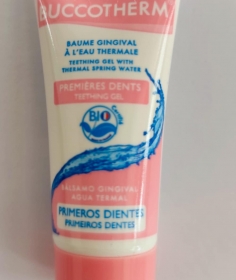 BUCCOTHERM
BAUME GINGIVAL
À L'EAU THERMALE
TEETHING GEL WITH
THERMAL SPRING WATER
PREMIÈRES DENTS
TEETHING GEL
BIO
BÁLSAMO GINGIVAL
AGUA TERMAL
PRIMEROS DIENTES
PRIMEIROS DENTES